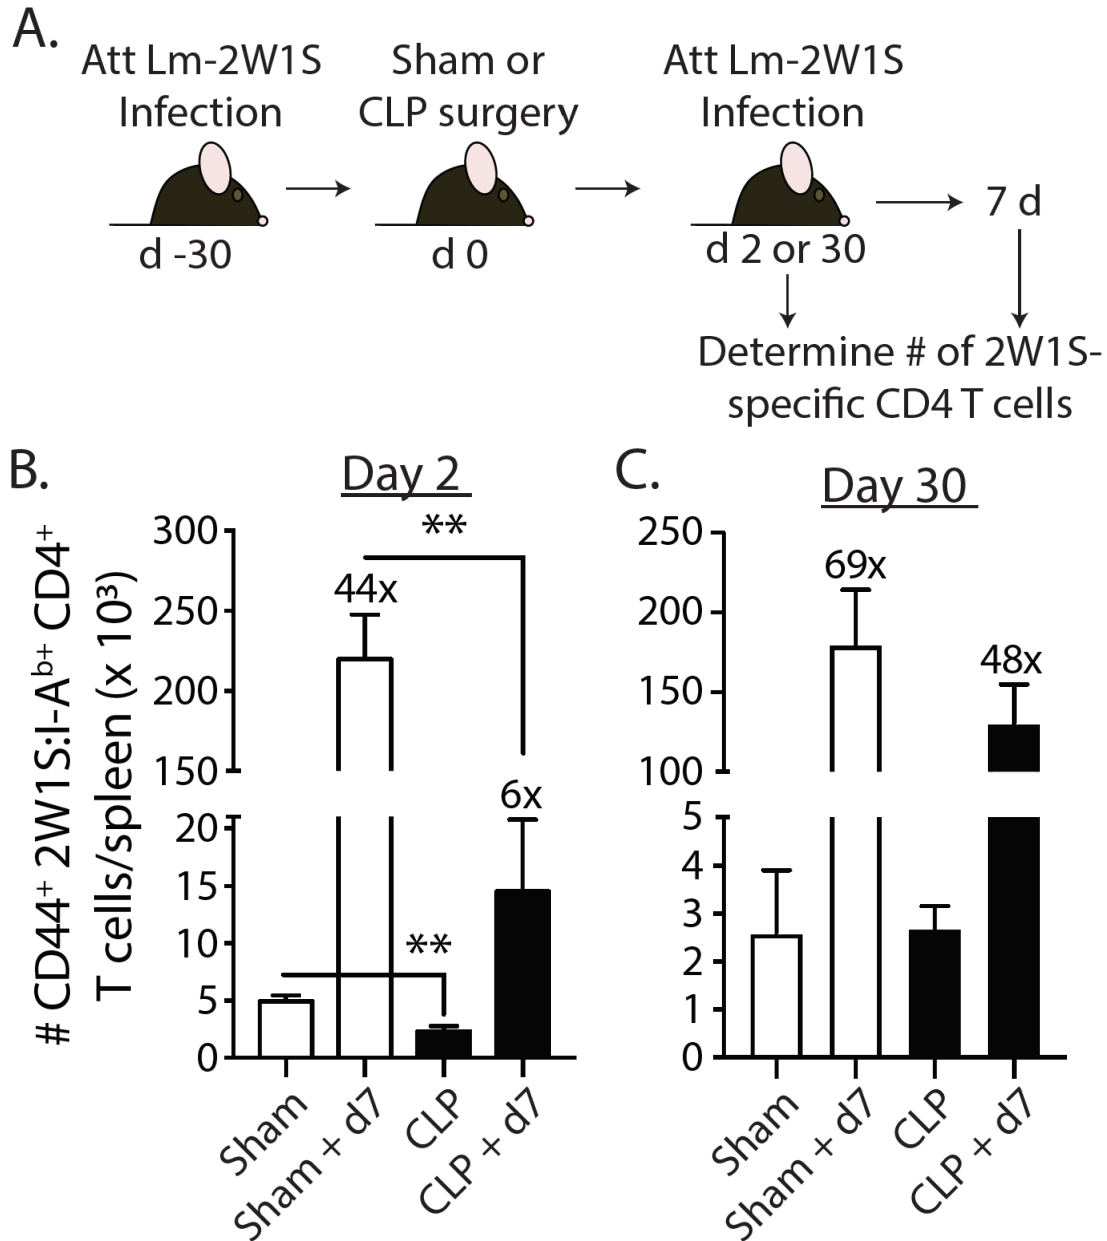 A.
Att Lm-2W1S
Infection
Sham or
CLP surgery
Att Lm-2W1S
Infection
d -30
d 0
d 2 or 30
7 d
Determine # of 2W1S-
specific CD4 T cells
B.
Day 2
# CD44⁺ 2W1S:I-Aᵇ⁺ CD4⁺
T cells/spleen (x 10³)
300
250
200
150
20
15
10
5
0
**
44x
6x
**
Sham
Sham + d7
CLP
CLP + d7
C.
Day 30
250
200
150
100
5
4
3
2
1
0
69x
48x
Sham
Sham + d7
CLP
CLP + d7